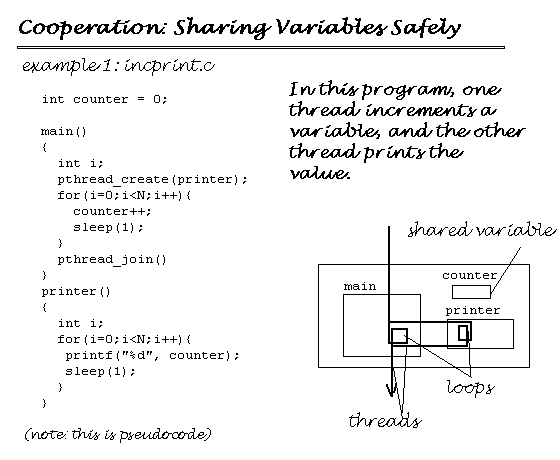 Cooperation: Sharing Variables Safely
example 1: incprint.c
int counter = 0;
main()
{
int i;
pthread_create(printer);
for(i=0;i<N;i++){
counter++;
sleep(1);
}
pthread_join()
}
printer()
{
int i;
for(i=0;i<N;i++){
printf("%d", counter);
sleep(1);
}
}
(note: this is pseudocode)
In this program, one
thread increments a
variable, and the other
thread prints the
value.
shared variable
counter
main
printer
loops
threads